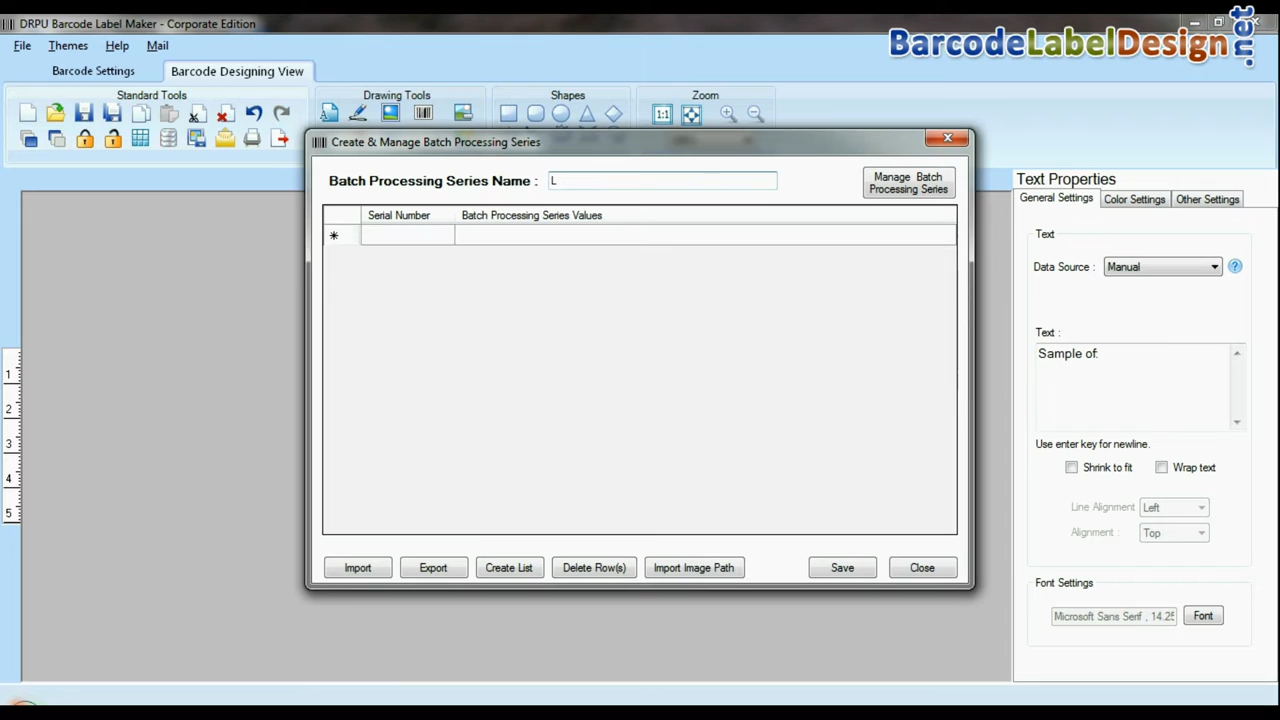 DRPU Barcode Label Maker - Corporate Edition
BarcodeLabelDesign.net
File Themes Help Mail
Barcode Settings Barcode Designing View
Standard Tools Drawing Tools Shapes Zoom
1:1
Create & Manage Batch Processing Series
Batch Processing Series Name : L
Manage Batch
Processing Series
Serial Number Batch Processing Series Values
Import Export Create List Delete Row(s) Import Image Path Save Close
Text Properties
General Settings Color Settings Other Settings
Text
Data Source : Manual
Text :
Sample of:
Use enter key for newline.
Shrink to fit Wrap text
Line Alignment Left
Alignment : Top
Font Settings
Microsoft Sans Serif , 14.25 Font
1
2
3
4
5